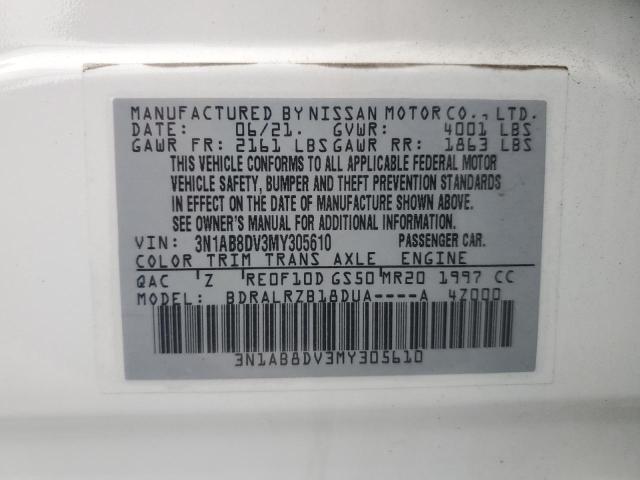 MANUFACTURED BY NISSAN MOTOR CO., LTD.
DATE: 06/21. GVWR: 4001 LBS
GAWR FR: 2161 LBS GAWR RR: 1863 LBS
THIS VEHICLE CONFORMS TO ALL APPLICABLE FEDERAL MOTOR
VEHICLE SAFETY, BUMPER AND THEFT PREVENTION STANDARDS
IN EFFECT ON THE DATE OF MANUFACTURE SHOWN ABOVE.
SEE OWNER'S MANUAL FOR ADDITIONAL INFORMATION.
VIN: 3N1AB8DV3MY305610 PASSENGER CAR.
COLOR TRIM TRANS AXLE ENGINE
QAC Z RE0F10D GS50 MR20 1997 CC
MODEL: BDRALRZB18DUA----A 4Z000
3N1AB8DV3MY305610